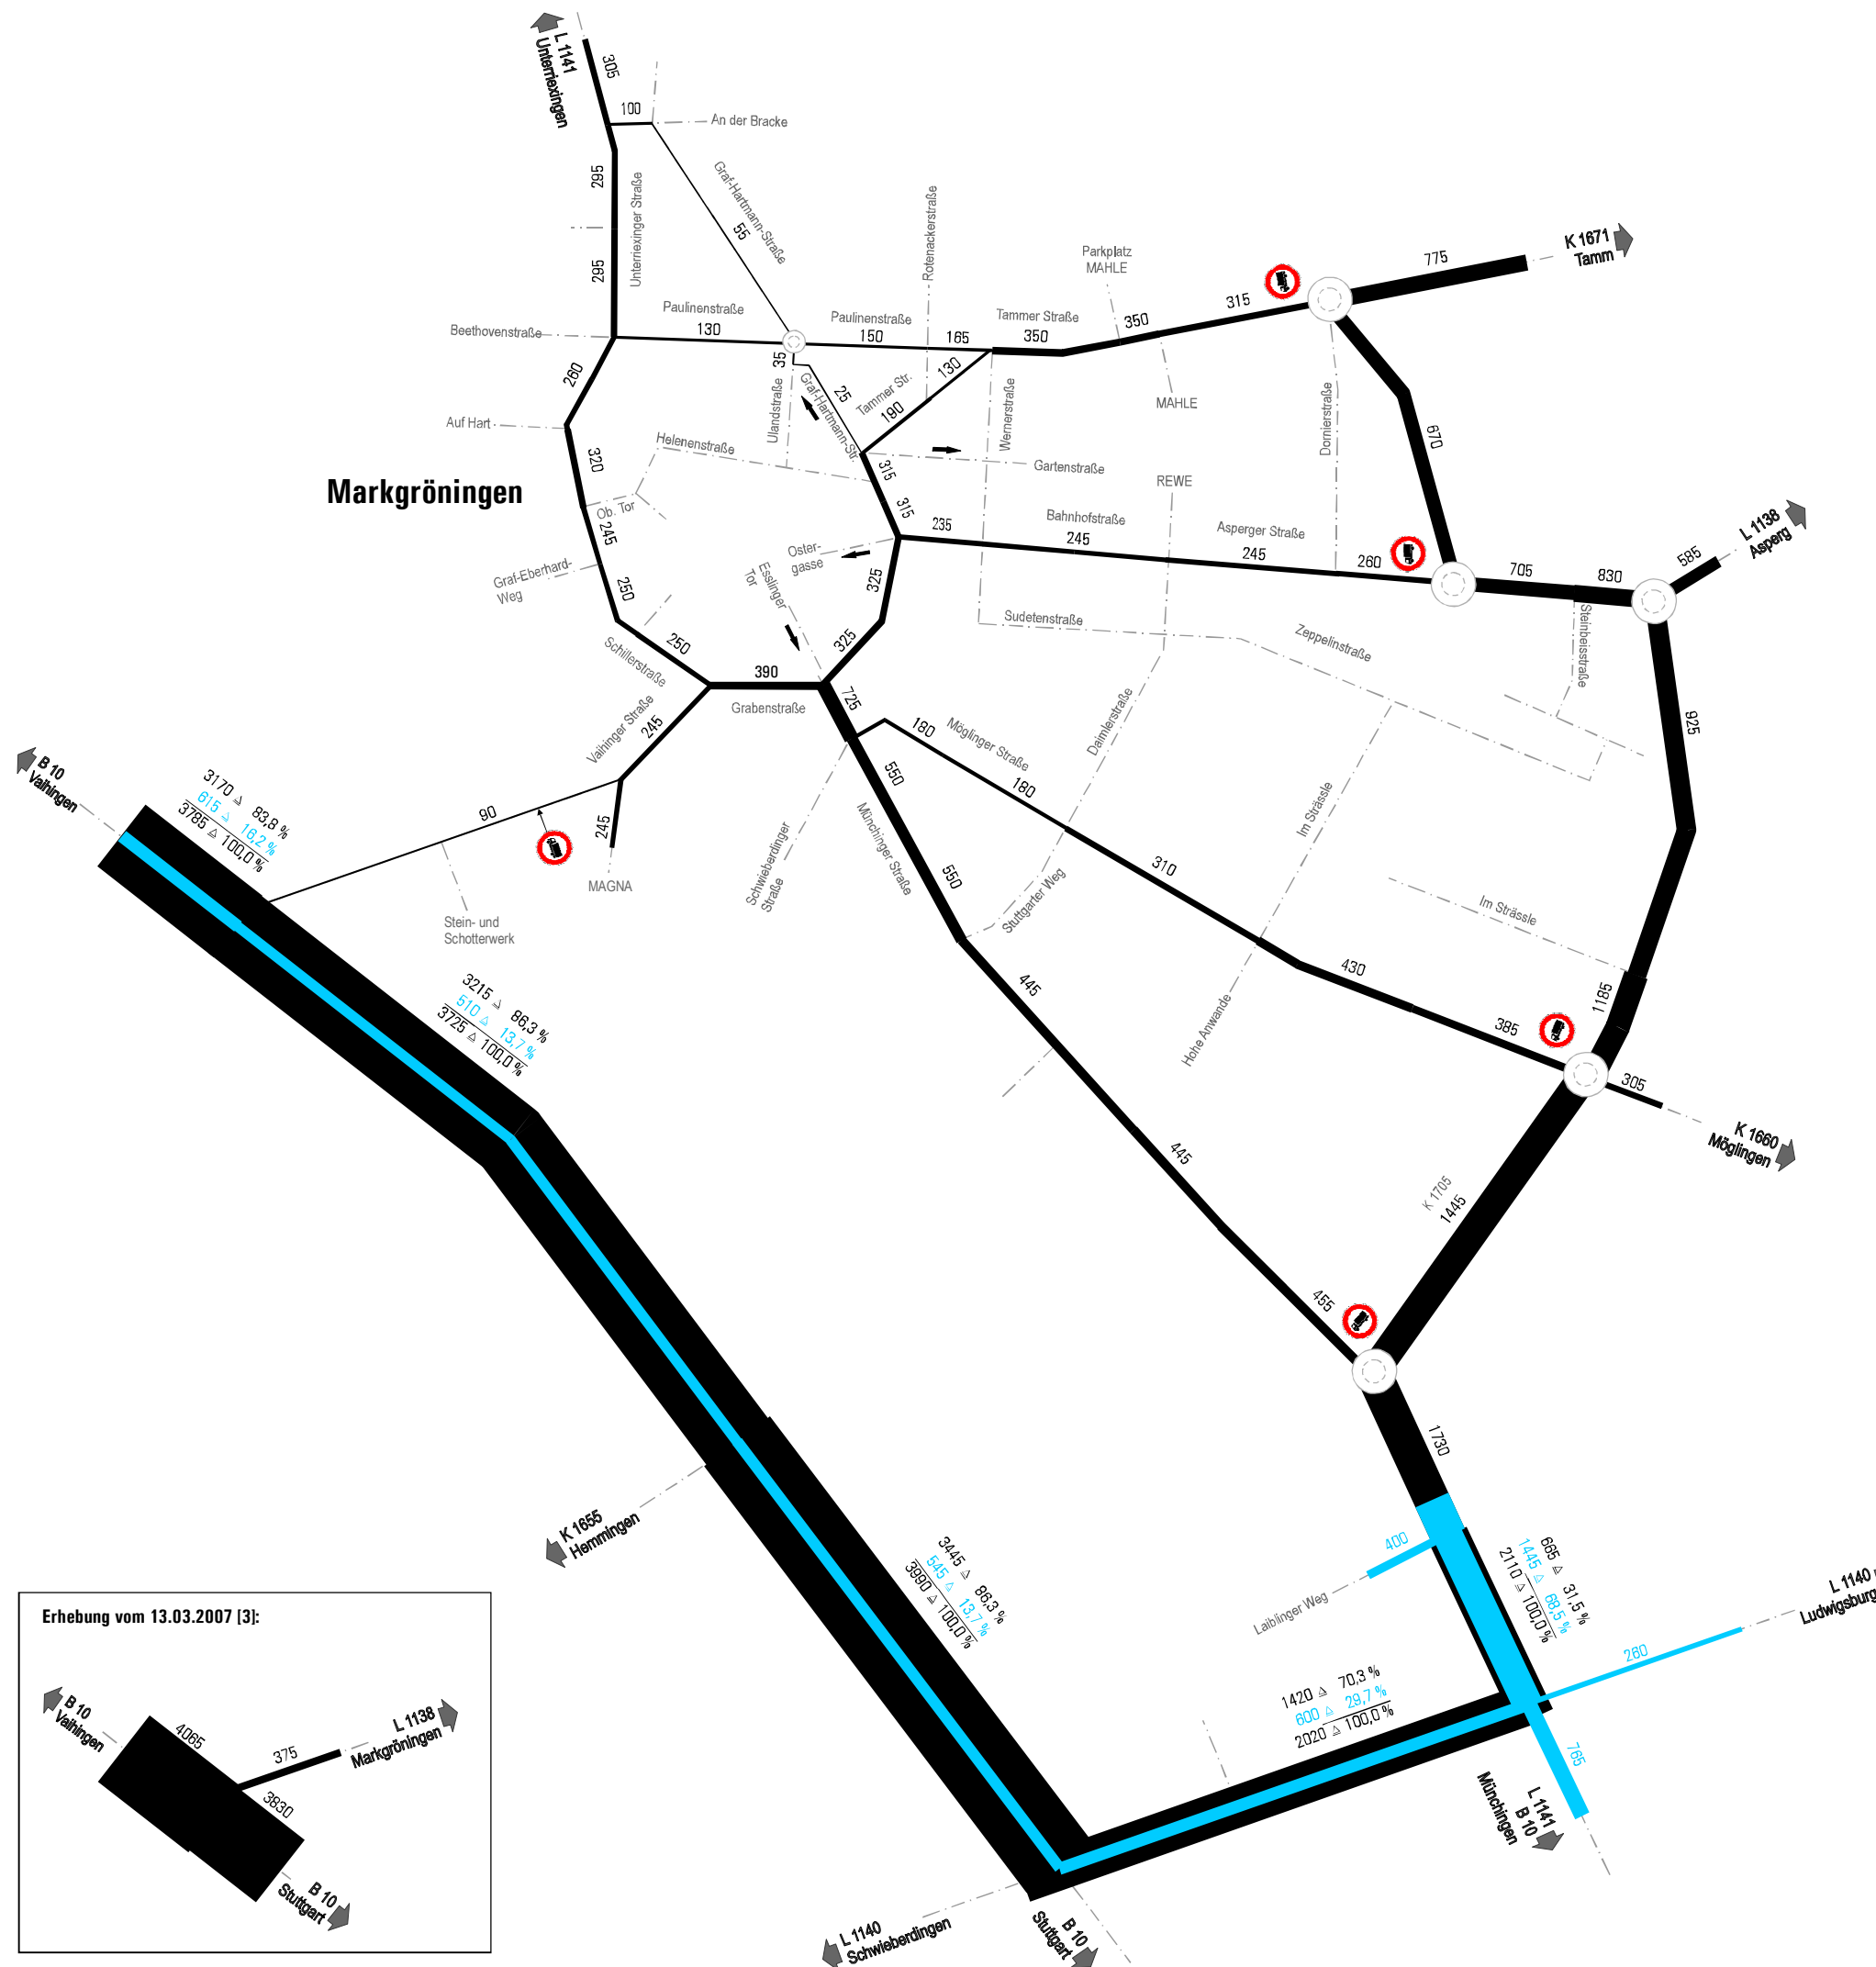 L 1141
Unterriexingen
305
100
An der Bracke
295
Unterriexinger Straße
Graf-Hartmann-Straße
55
295
Rotenackerstraße
Parkplatz
MAHLE
K 1671
Tamm
775
Beethovenstraße
Paulinenstraße
130
Paulinenstraße
150
165
Tammer Straße
350
350
315
260
35
Ulandstraße
Graf-Hartmann-Str.
25
Tammer Str.
130
190
Wernerstraße
MAHLE
Dornierstraße
670
Auf Hart
320
Helenenstraße
315
Gartenstraße
REWE
Markgröningen
Ob. Tor
245
315
235
Bahnhofstraße
245
Asperger Straße
245
260
705
830
585
L 1138
Asperg
Graf-Eberhard-
Weg
250
Oster-
gasse
Esslinger
Tor
325
325
Sudetenstraße
Zeppelinstraße
Steinbeisstraße
Schillerstraße
250
390
Grabenstraße
725
Vaihinger Straße
245
180
Möglinger Straße
Daimlerstraße
925
B 10
Vaihingen
3170 ≙ 83,8 %
615 ≙ 16,2 %
3785 ≙ 100,0 %
90
245
MAGNA
Stein- und
Schotterwerk
550
Münchinger Straße
Schwieberdinger
Straße
550
180
Stuttgarter Weg
310
Im Strässle
Im Strässle
3215 ≙ 86,3 %
510 ≙ 13,7 %
3725 ≙ 100,0 %
445
Hohe Anwande
430
385
1185
305
K 1660
Möglingen
445
K 1705
1445
455
1730
K 1655
Hemmingen
3445 ≙ 86,3 %
545 ≙ 13,7 %
3990 ≙ 100,0 %
400
Laiblinger Weg
665 ≙ 31,5 %
1445 ≙ 68,5 %
2110 ≙ 100,0 %
L 1140
Ludwigsburg
260
1420 ≙ 70,3 %
600 ≙ 29,7 %
2020 ≙ 100,0 %
765
L 1141
B 10
Münchingen
Erhebung vom 13.03.2007 [3]:
B 10
Vaihingen
4065
375
L 1138
Markgröningen
3830
B 10
Stuttgart
L 1140
Schwieberdingen
B 10
Stuttgart